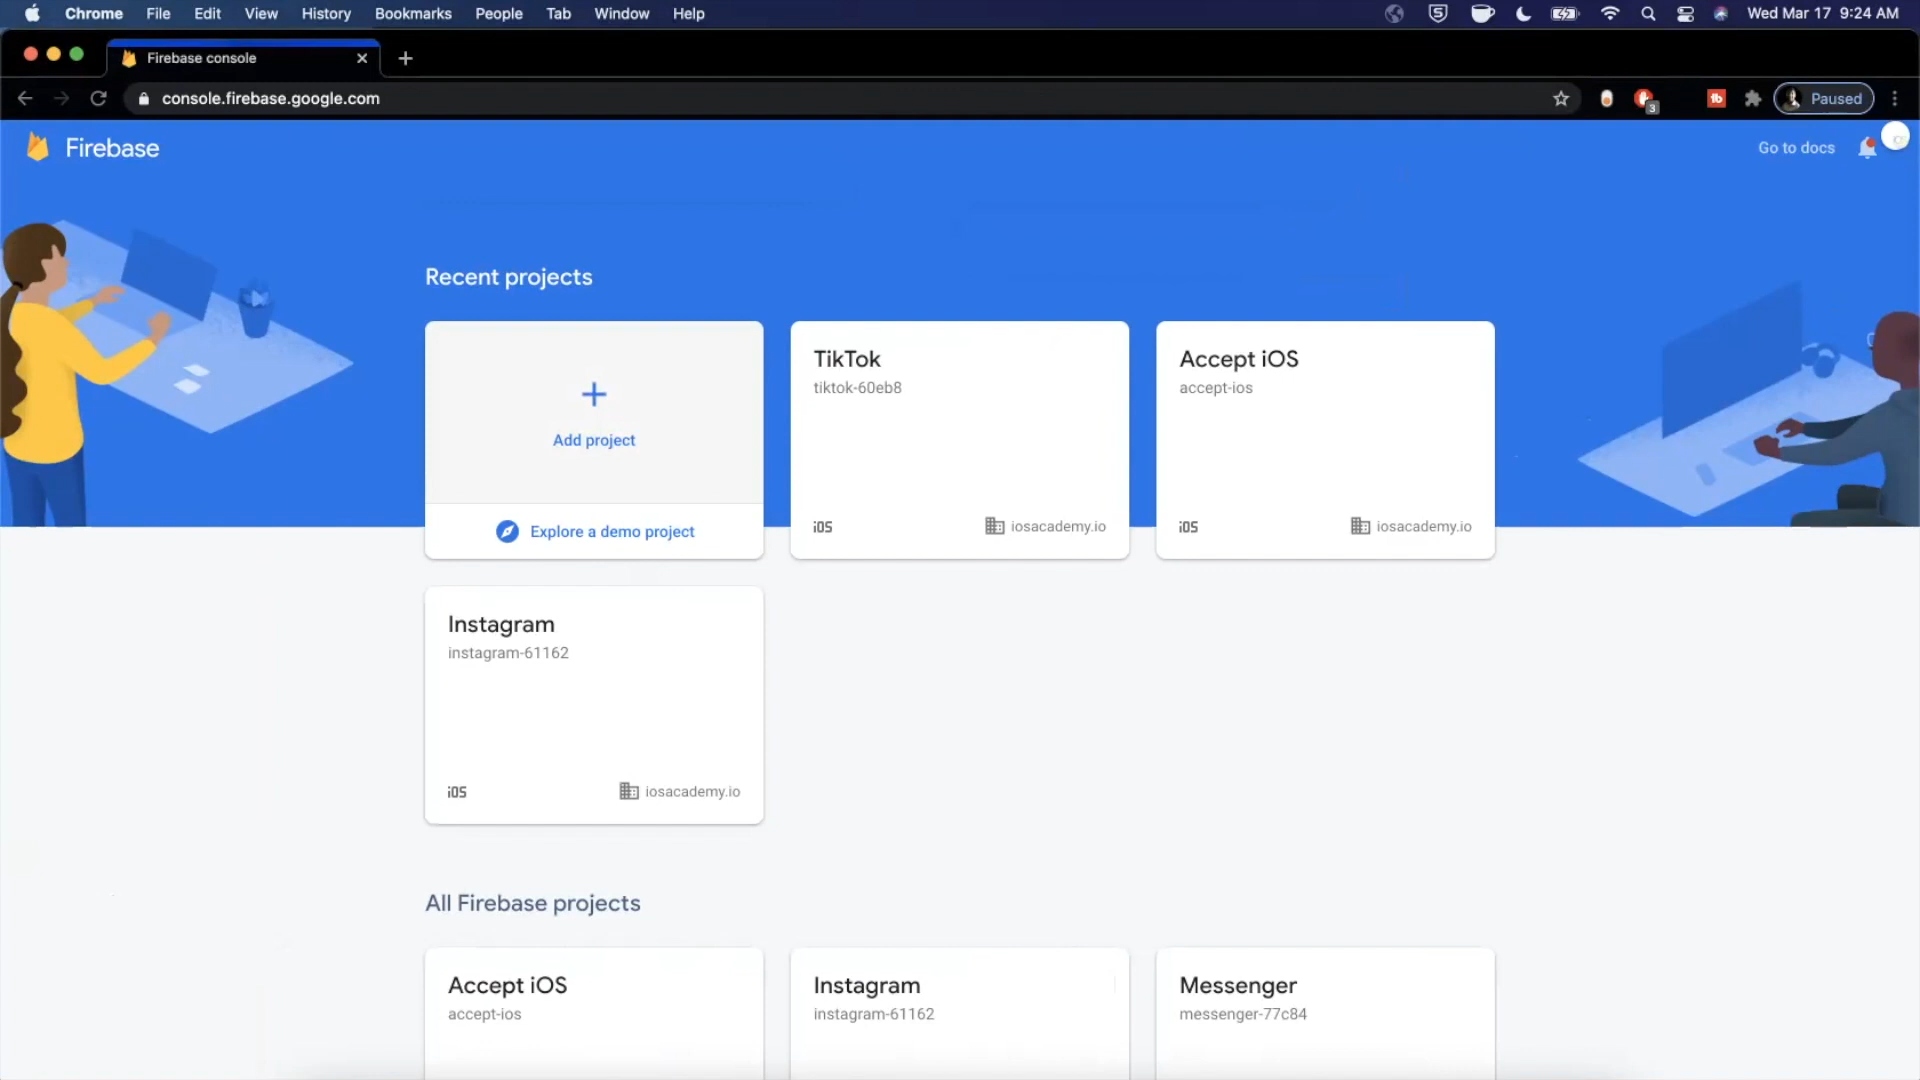 Chrome File Edit View History Bookmarks People Tab Window Help Wed Mar 17 9:24 AM
Firebase console
console.firebase.google.com 3 Paused
Firebase Go to docs
Recent projects
Add project
Explore a demo project
TikTok
tiktok-60eb8
iOS iosacademy.io
Accept iOS
accept-ios
iOS iosacademy.io
Instagram
instagram-61162
iOS iosacademy.io
All Firebase projects
Accept iOS
accept-ios
Instagram
instagram-61162
Messenger
messenger-77c84